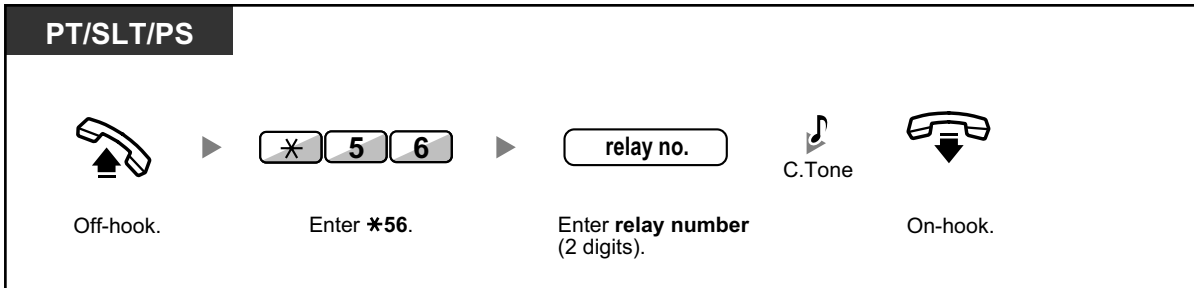 PT/SLT/PS
✳ 5 6
relay no.
C.Tone
Off-hook.
Enter ✳56.
Enter relay number
(2 digits).
On-hook.